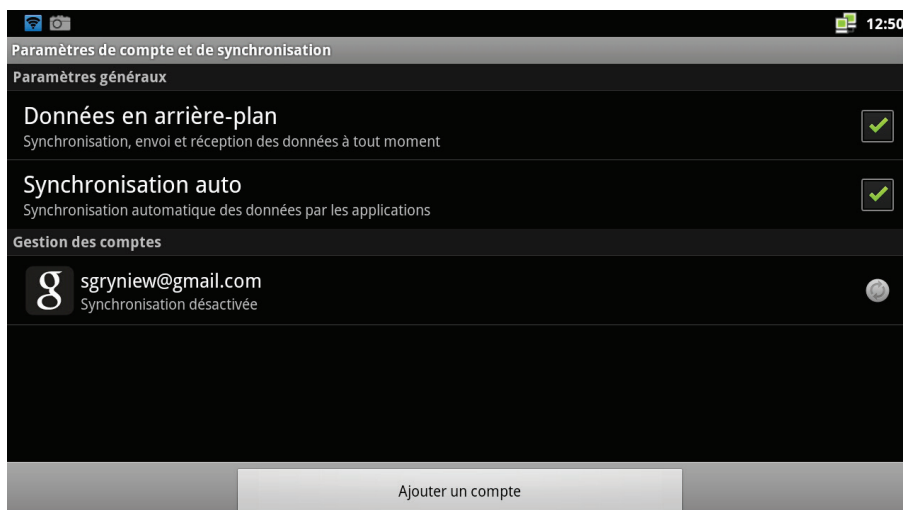 12:50
Paramètres de compte et de synchronisation
Paramètres généraux
Données en arrière-plan
Synchronisation, envoi et réception des données à tout moment
Synchronisation auto
Synchronisation automatique des données par les applications
Gestion des comptes
g
sgryniew@gmail.com
Synchronisation désactivée
Ajouter un compte